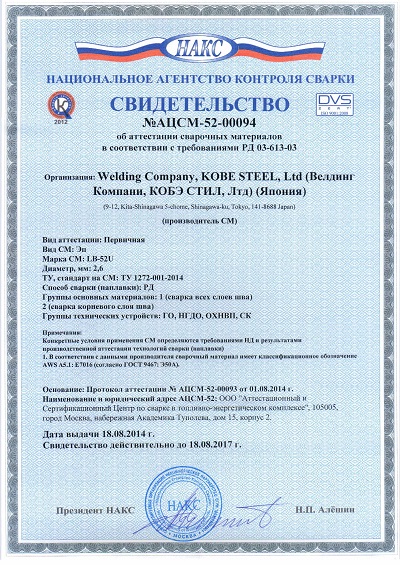 НАКС
НАЦИОНАЛЬНОЕ АГЕНТСТВО КОНТРОЛЯ СВАРКИ
2012
DVS
CERT
ISO 9001:2008
СВИДЕТЕЛЬСТВО
№АЦСМ-52-00094
об аттестации сварочных материалов
в соответствии с требованиями РД 03-613-03
Организация: Welding Company, KOBE STEEL, Ltd (Велдинг
Компани, КОБЭ СТИЛ, Лтд) (Япония)
(9-12, Kita-Shinagawa 5-chome, Shinagawa-ku, Tokyo, 141-8688 Japan)
(производитель СМ)
Вид аттестации: Первичная
Вид СМ: Эп
Марка СМ: LB-52U
Диаметр, мм: 2,6
ТУ, стандарт на СМ: ТУ 1272-001-2014
Способ сварки (наплавки): РД
Группы основных материалов: 1 (сварка всех слоев шва)
2 (сварка корневого слоя шва)
Группы технических устройств: ГО, НГДО, ОХНВП, СК
Примечания:
Конкретные условия применения СМ определяются требованиями НД и результатами
производственной аттестации технологий сварки (наплавки)
1. В соответствии с данными производителя сварочный материал имеет классификационное обозначение
AWS A5.1: E7016 (согласно ГОСТ 9467: Э50А).
Основание: Протокол аттестации № АЦСМ-52-00093 от 01.08.2014 г.
Наименование и юридический адрес АЦСМ-52: ООО "Аттестационный и
Сертификационный Центр по сварке в топливно-энергетическом комплексе", 105005,
город Москва, набережная Академика Туполева, дом 15, корпус 2.
Дата выдачи 18.08.2014 г.
Свидетельство действительно до 18.08.2017 г.
Президент НАКС
НАКС
МОСКВА
Н.П. Алёшин